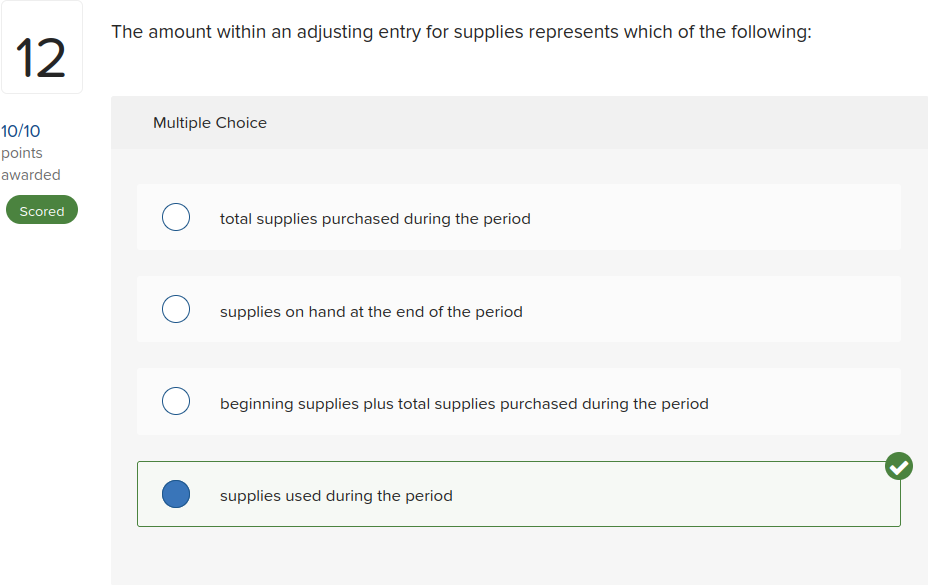 12
The amount within an adjusting entry for supplies represents which of the following:
10/10
points
awarded
Scored
Multiple Choice
total supplies purchased during the period
supplies on hand at the end of the period
beginning supplies plus total supplies purchased during the period
supplies used during the period